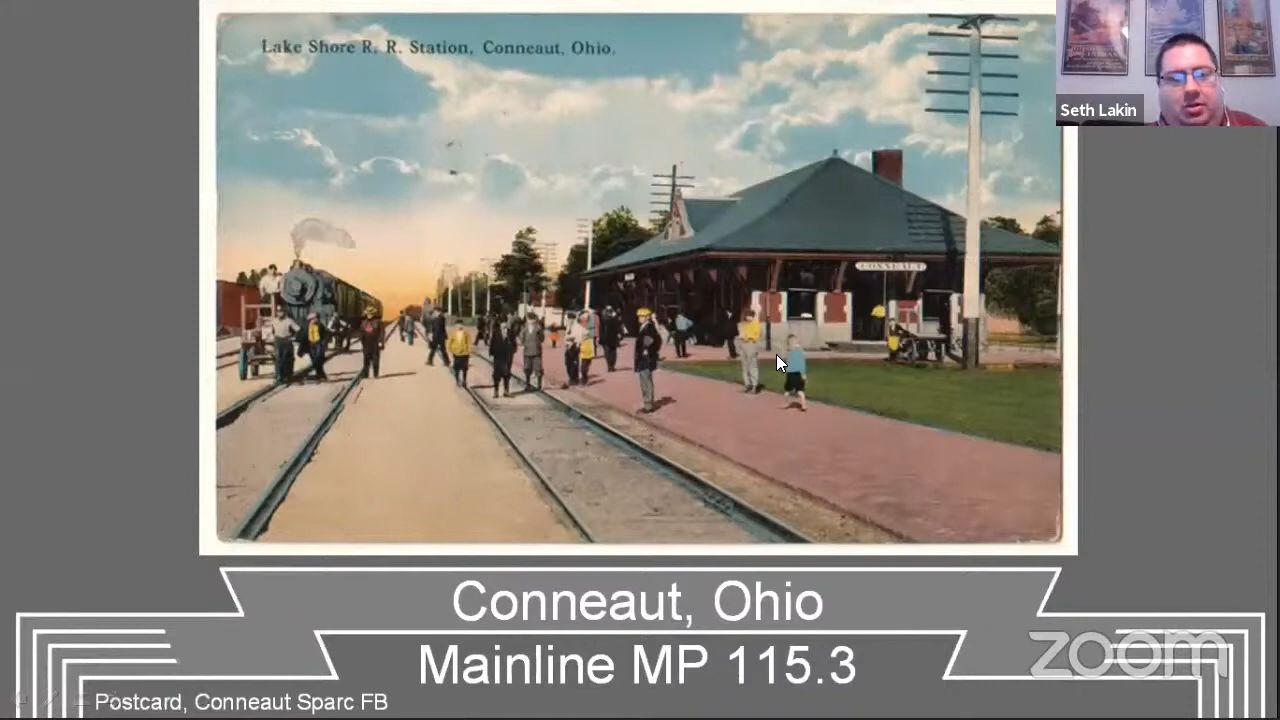 Lake Shore R. R. Station, Conneaut, Ohio.
Seth Lakin
CONNEAUT
Conneaut, Ohio
Mainline MP 115.3
zoom
Postcard, Conneaut Sparc FB